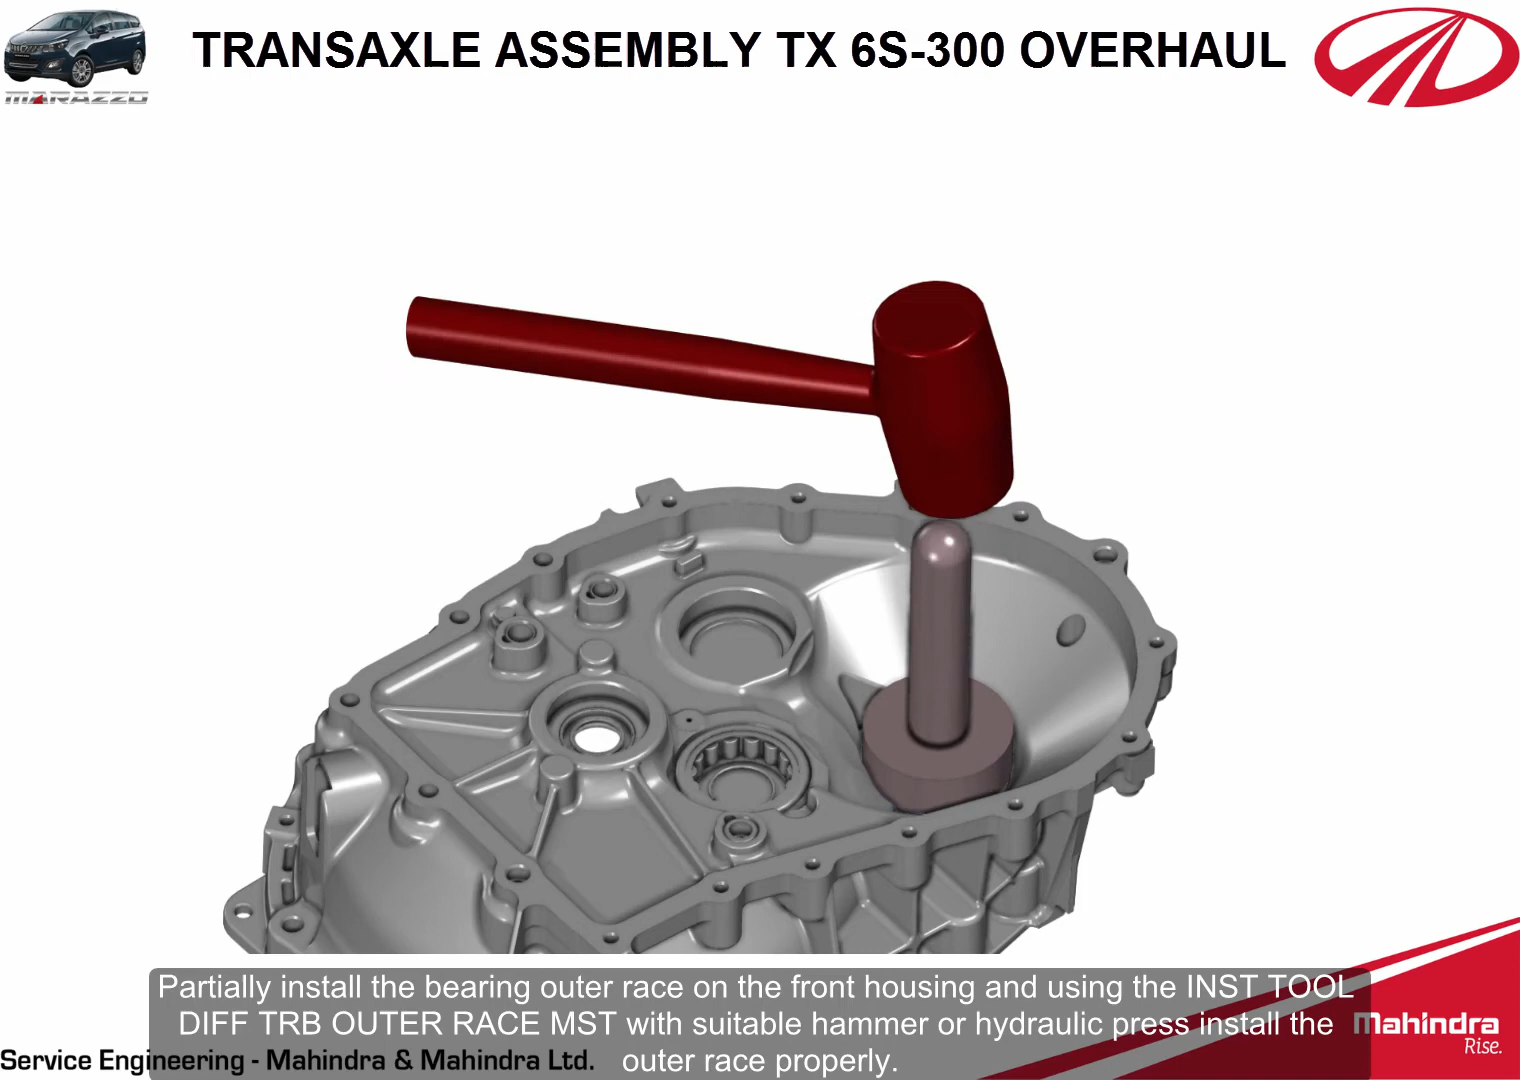 TRANSAXLE ASSEMBLY TX 6S-300 OVERHAUL
MARAZZO
Partially install the bearing outer race on the front housing and using the INST TOOL
DIFF TRB OUTER RACE MST with suitable hammer or hydraulic press install the
outer race properly.
Mahindra
Rise.
Service Engineering - Mahindra & Mahindra Ltd.